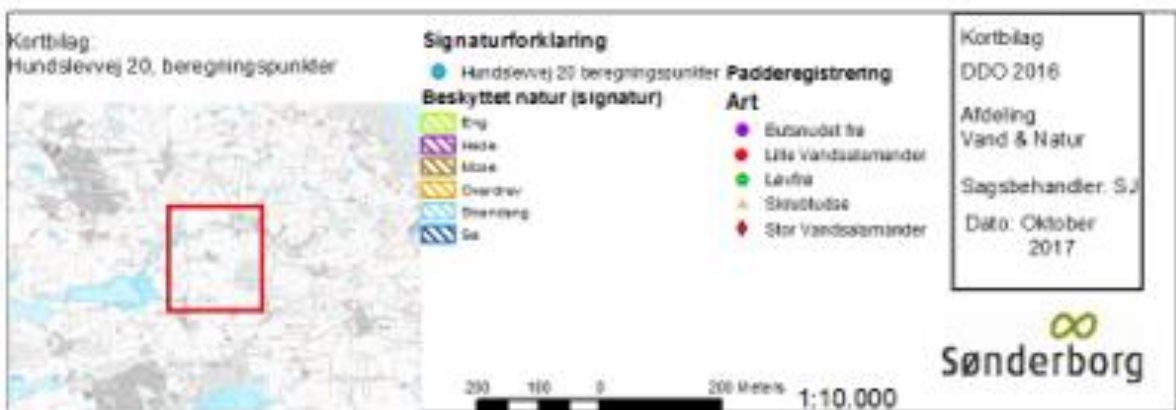 Kortbilag:
Hundslevvej 20, beregningspunkter
Signaturforklaring
Hundslevvej 20 beregningspunkter
Beskyttet natur (signatur)
Eng
Hede
Mose
Overdrev
Strandeng
Sø
Padderegistrering
Art
Butsnudet frø
Lille Vandsalamander
Løvfrø
Skrubtudse
Stor Vandsalamander
200 100 0 200 Meters
1:10.000
Kortbilag
DDO 2016
Afdeling
Vand & Natur
Sagsbehandler: SJ
Dato: Oktober
2017
Sønderborg